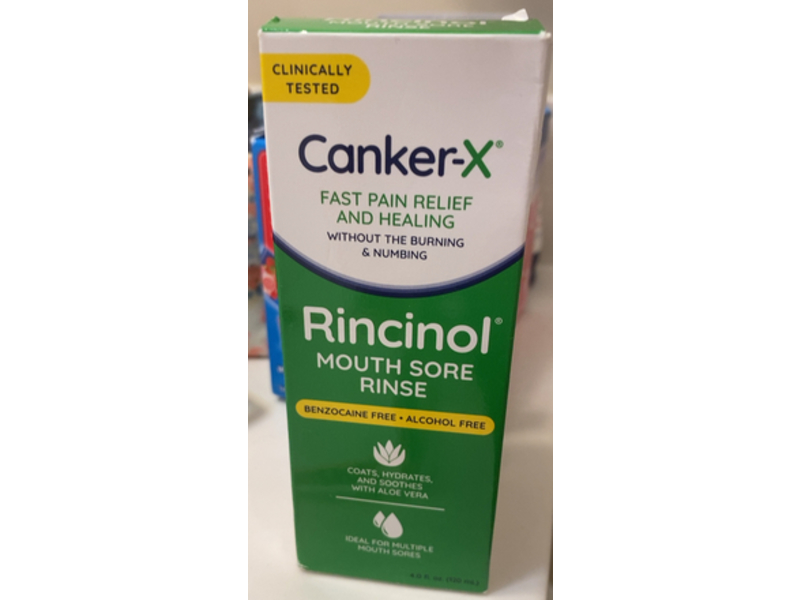 RINSE
CLINICALLY
TESTED
Canker-X®
FAST PAIN RELIEF
AND HEALING
WITHOUT THE BURNING
& NUMBING
Rincinol®
MOUTH SORE
RINSE
BENZOCAINE FREE • ALCOHOL FREE
COATS, HYDRATES,
AND SOOTHES
WITH ALOE VERA
IDEAL FOR MULTIPLE
MOUTH SORES